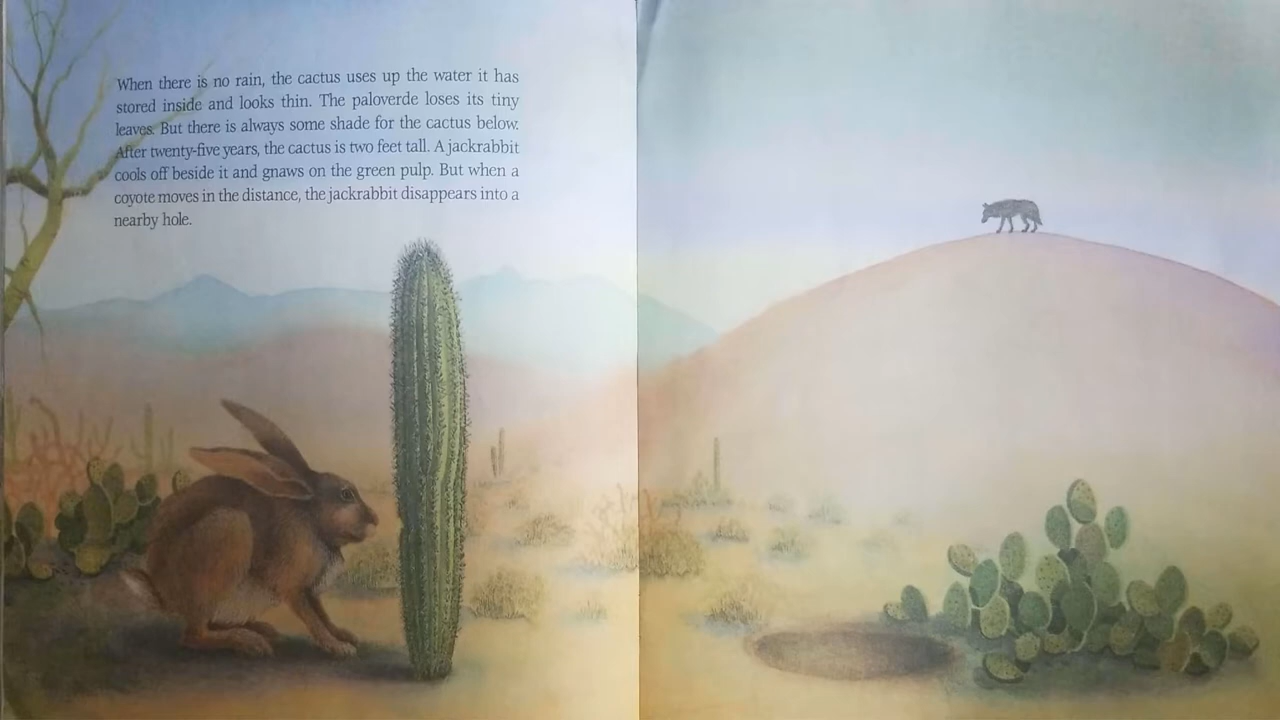 When there is no rain, the cactus uses up the water it has
stored inside and looks thin. The paloverde loses its tiny
leaves. But there is always some shade for the cactus below.
After twenty-five years, the cactus is two feet tall. A jackrabbit
cools off beside it and gnaws on the green pulp. But when a
coyote moves in the distance, the jackrabbit disappears into a
nearby hole.